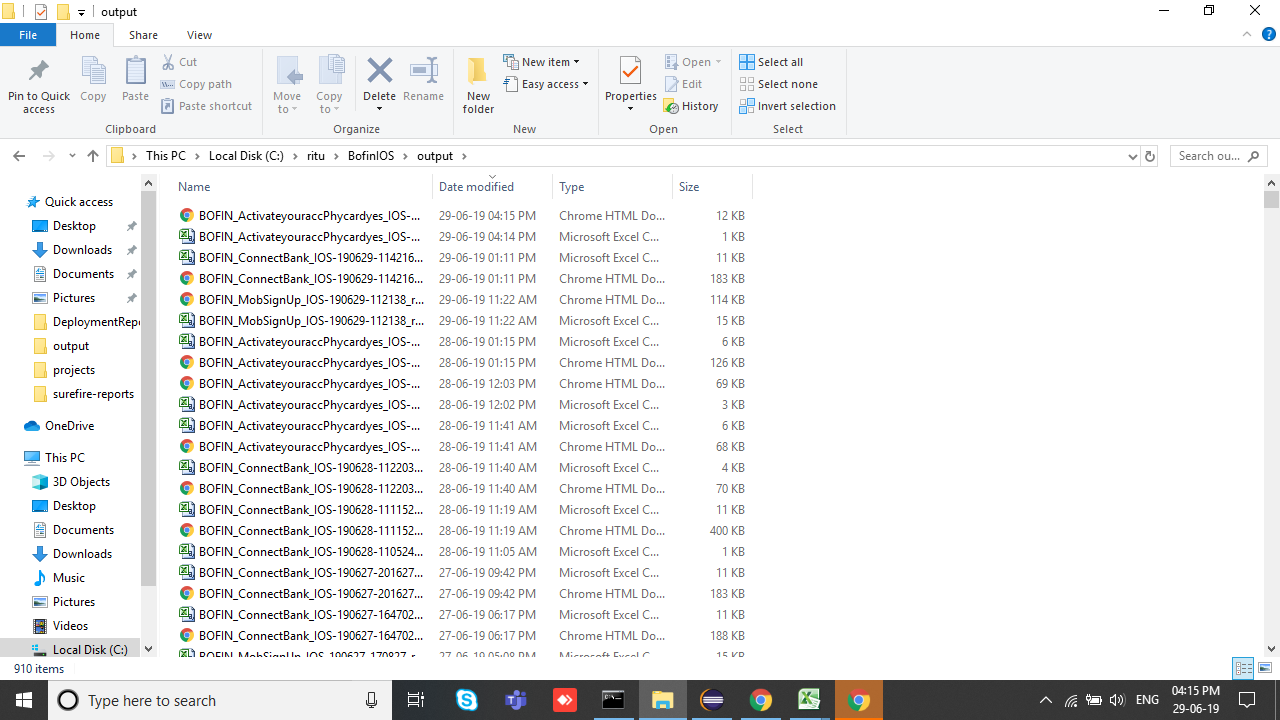 output
File Home Share View
Pin to Quick access
Copy
Paste
Cut
Copy path
Paste shortcut
Clipboard
Move to
Copy to
Delete
Rename
Organize
New folder
New item
Easy access
New
Properties
Open
Edit
History
Open
Select all
Select none
Invert selection
Select
This PC Local Disk (C:) ritu BofinIOS output
Search ou...
Quick access
Desktop
Downloads
Documents
Pictures
DeploymentRepo
output
projects
surefire-reports
OneDrive
This PC
3D Objects
Desktop
Documents
Downloads
Music
Pictures
Videos
Local Disk (C:)
Name Date modified Type Size
BOFIN_ActivateyouraccPhycardyes_IOS-... 29-06-19 04:15 PM Chrome HTML Do... 12 KB
BOFIN_ActivateyouraccPhycardyes_IOS-... 29-06-19 04:14 PM Microsoft Excel C... 1 KB
BOFIN_ConnectBank_IOS-190629-114216... 29-06-19 01:11 PM Microsoft Excel C... 11 KB
BOFIN_ConnectBank_IOS-190629-114216... 29-06-19 01:11 PM Chrome HTML Do... 183 KB
BOFIN_MobSignUp_IOS-190629-112138_r... 29-06-19 11:22 AM Chrome HTML Do... 114 KB
BOFIN_MobSignUp_IOS-190629-112138_r... 29-06-19 11:22 AM Microsoft Excel C... 15 KB
BOFIN_ActivateyouraccPhycardyes_IOS-... 28-06-19 01:15 PM Microsoft Excel C... 6 KB
BOFIN_ActivateyouraccPhycardyes_IOS-... 28-06-19 01:15 PM Chrome HTML Do... 126 KB
BOFIN_ActivateyouraccPhycardyes_IOS-... 28-06-19 12:03 PM Chrome HTML Do... 69 KB
BOFIN_ActivateyouraccPhycardyes_IOS-... 28-06-19 12:02 PM Microsoft Excel C... 3 KB
BOFIN_ActivateyouraccPhycardyes_IOS-... 28-06-19 11:41 AM Microsoft Excel C... 6 KB
BOFIN_ActivateyouraccPhycardyes_IOS-... 28-06-19 11:41 AM Chrome HTML Do... 68 KB
BOFIN_ConnectBank_IOS-190628-112203... 28-06-19 11:40 AM Microsoft Excel C... 4 KB
BOFIN_ConnectBank_IOS-190628-112203... 28-06-19 11:40 AM Chrome HTML Do... 70 KB
BOFIN_ConnectBank_IOS-190628-111152... 28-06-19 11:19 AM Microsoft Excel C... 11 KB
BOFIN_ConnectBank_IOS-190628-111152... 28-06-19 11:19 AM Chrome HTML Do... 400 KB
BOFIN_ConnectBank_IOS-190628-110524... 28-06-19 11:05 AM Microsoft Excel C... 1 KB
BOFIN_ConnectBank_IOS-190627-201627... 27-06-19 09:42 PM Microsoft Excel C... 11 KB
BOFIN_ConnectBank_IOS-190627-201627... 27-06-19 09:42 PM Chrome HTML Do... 183 KB
BOFIN_ConnectBank_IOS-190627-164702... 27-06-19 06:17 PM Microsoft Excel C... 11 KB
BOFIN_ConnectBank_IOS-190627-164702... 27-06-19 06:17 PM Chrome HTML Do... 188 KB
BOFIN_MobSignUp_IOS-190627-170827_r... 27-06-19 05:08 PM Microsoft Excel C... 15 KB
910 items
Type here to search
ENG
04:15 PM
29-06-19